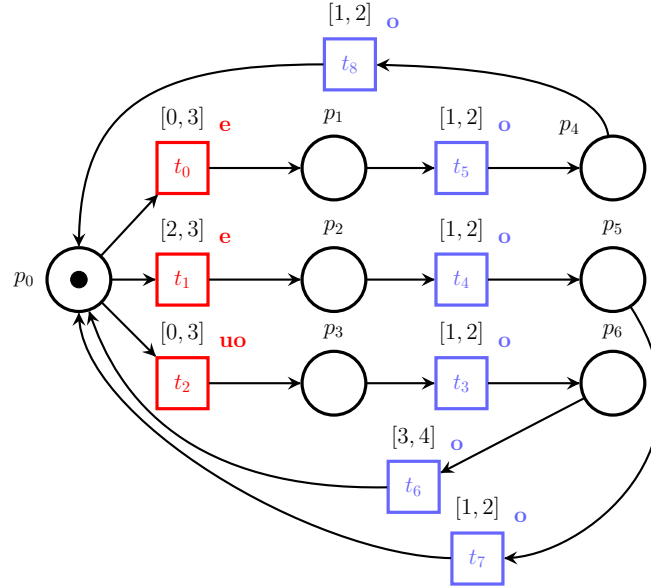 [1, 2] o
t8
[0, 3] e
p1
[1, 2] o
p4
t0
t5
[2, 3] e
p2
[1, 2] o
p5
p0
t1
t4
[0, 3] uo
p3
[1, 2] o
p6
t2
t3
[3, 4] o
t6
[1, 2] o
t7